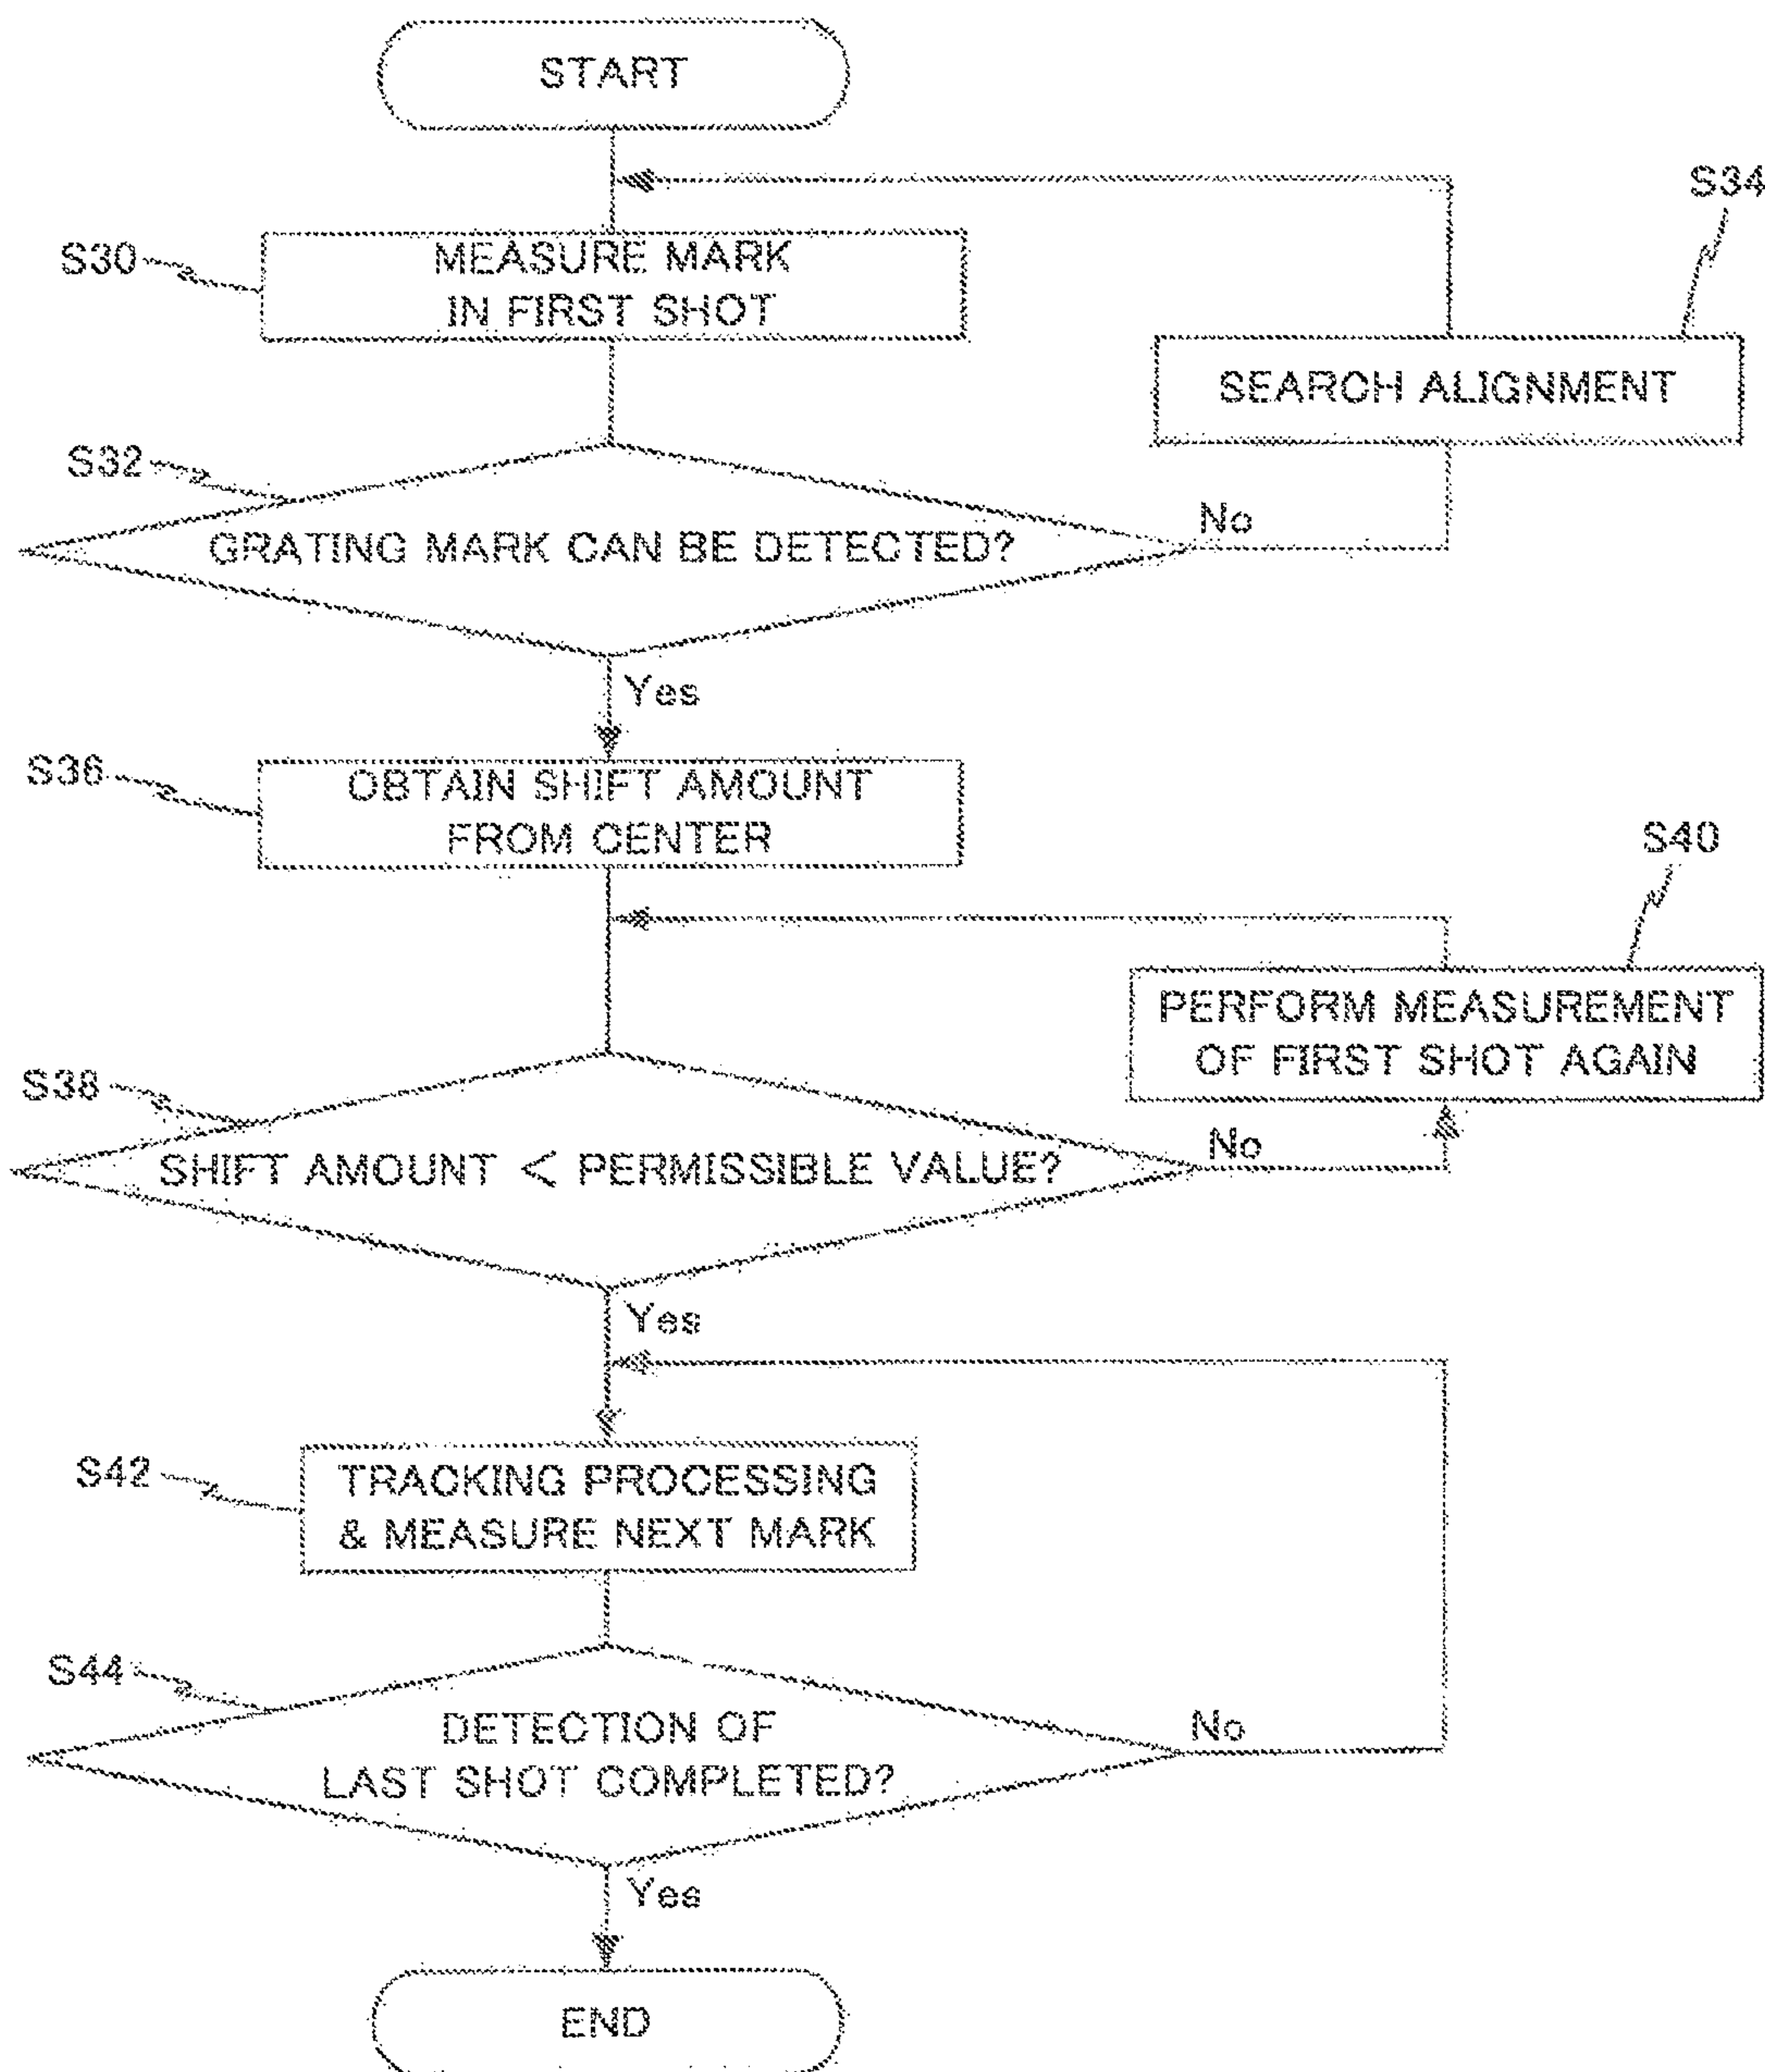 START
S34
S30
MEASURE MARK
IN FIRST SHOT
SEARCH ALIGNMENT
S32
GRATING MARK CAN BE DETECTED?
No
Yes
S36
OBTAIN SHIFT AMOUNT
FROM CENTER
S40
PERFORM MEASUREMENT
OF FIRST SHOT AGAIN
S38
SHIFT AMOUNT < PERMISSIBLE VALUE?
No
Yes
S42
TRACKING PROCESSING
& MEASURE NEXT MARK
S44
DETECTION OF
LAST SHOT COMPLETED?
No
Yes
END